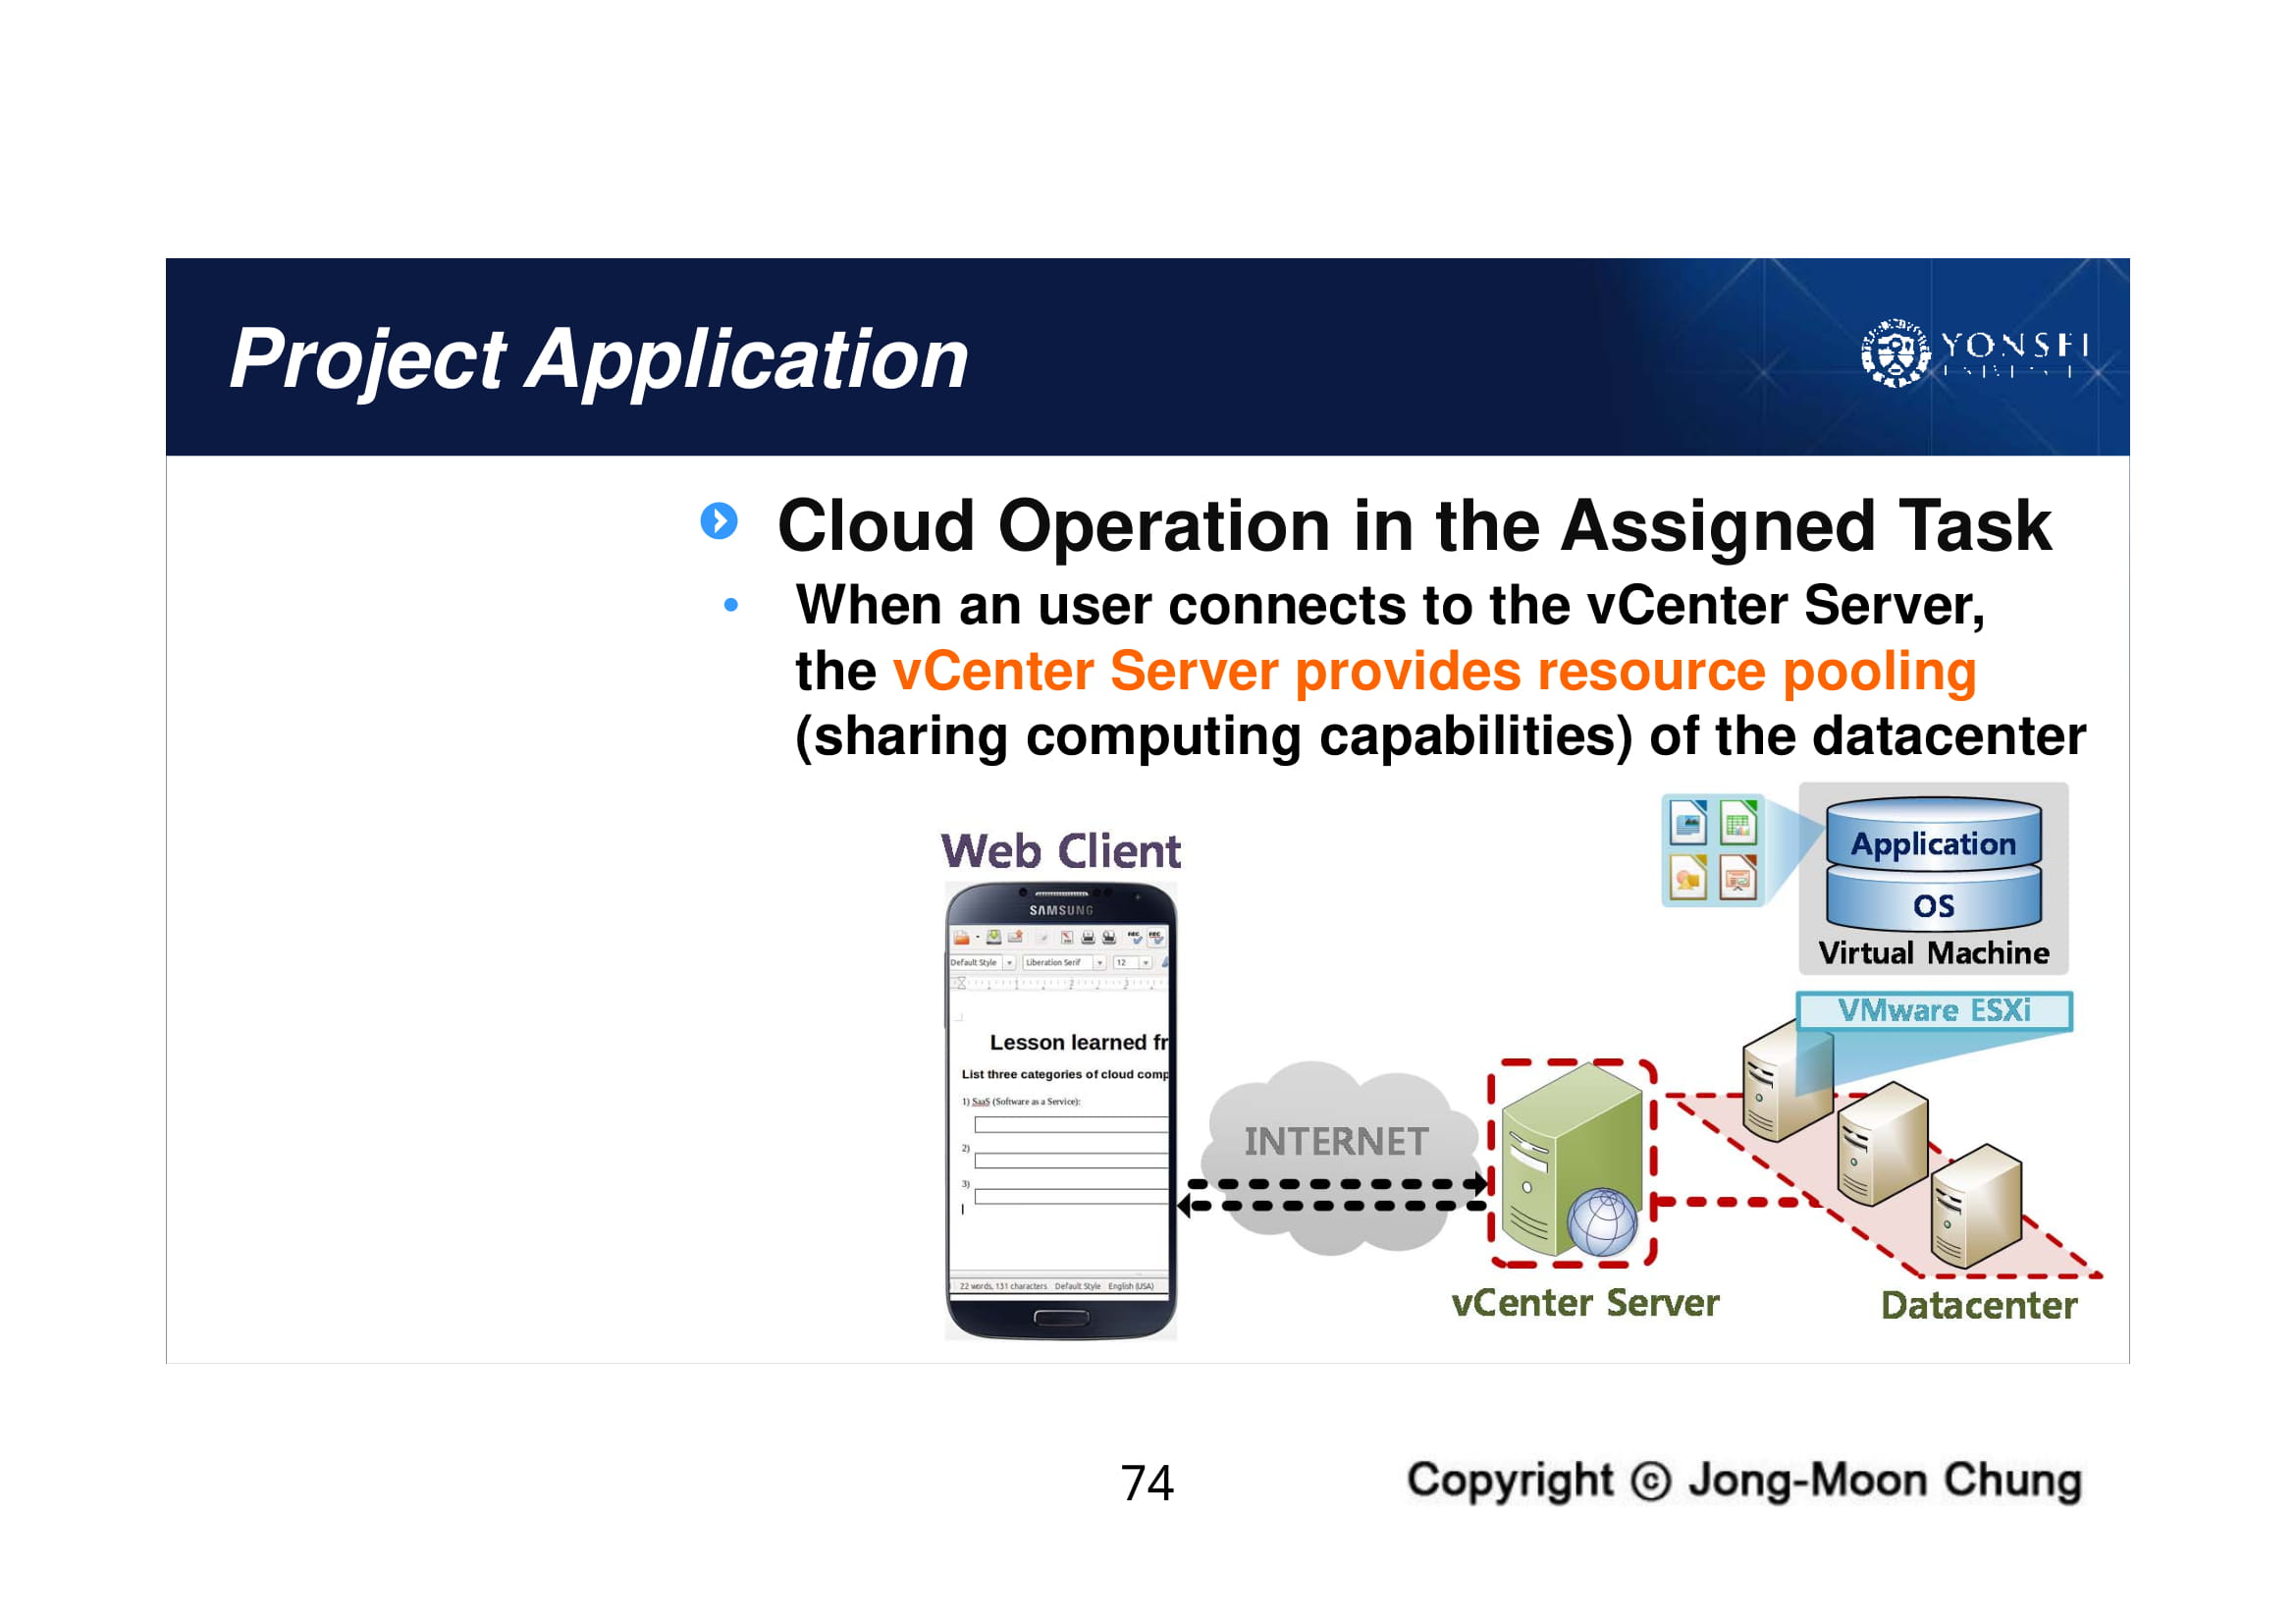 Project Application
YONSEI
Cloud Operation in the Assigned Task
• When an user connects to the vCenter Server,
the vCenter Server provides resource pooling
(sharing computing capabilities) of the datacenter
Web Client
SAMSUNG
Default Style
Liberation Serif
12
Lesson learned fr
List three categories of cloud comp
1) SaaS (Software as a Service):
2)
3)
22 words, 131 characters Default Style English (USA)
INTERNET
Application
OS
Virtual Machine
VMware ESXi
vCenter Server
Datacenter
74
Copyright © Jong-Moon Chung